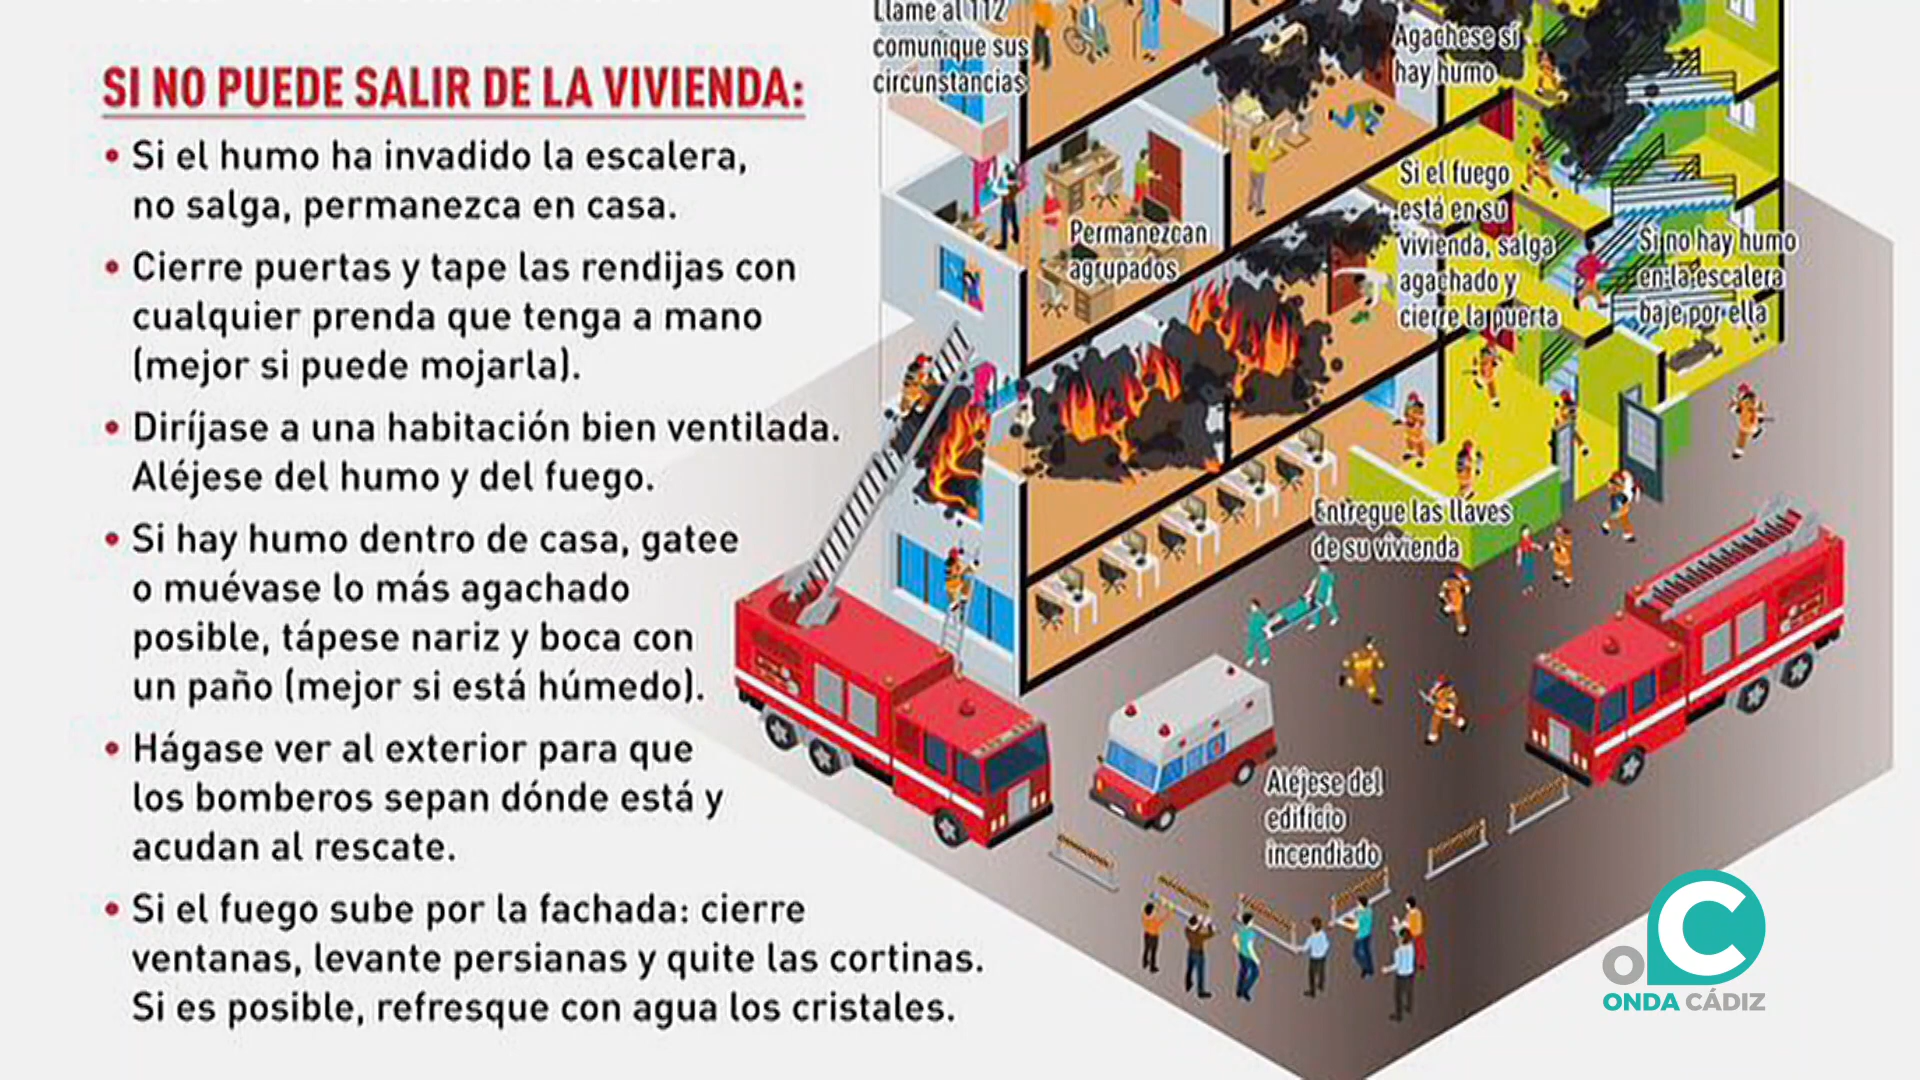 SI NO PUEDE SALIR DE LA VIVIENDA:
• Si el humo ha invadido la escalera,
no salga, permanezca en casa.
• Cierre puertas y tape las rendijas con
cualquier prenda que tenga a mano
(mejor si puede mojarla).
• Diríjase a una habitación bien ventilada.
Aléjese del humo y del fuego.
• Si hay humo dentro de casa, gatee
o muévase lo más agachado
posible, tápese nariz y boca con
un paño (mejor si está húmedo).
• Hágase ver al exterior para que
los bomberos sepan dónde está y
acudan al rescate.
• Si el fuego sube por la fachada: cierre
ventanas, levante persianas y quite las cortinas.
Si es posible, refresque con agua los cristales.
Llame al 112
comunique sus
circunstancias
Agachese sí
hay humo
Permanezcan
agrupados
Si el fuego
está en su
vivienda, salga
agachado y
cierre la puerta
Si no hay humo
en la escalera
baje por ella
Entregue las llaves
de su vivienda
Aléjese del
edificio
incendiado
OC
ONDA CÁDIZ